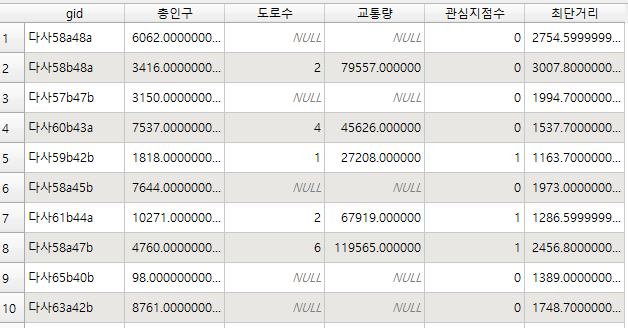 gid 총인구 도로수 교통량 관심지점수 최단거리
1 다사58a48a 6062.0000000... NULL NULL 0 2754.5999999...
2 다사58b48a 3416.0000000... 2 79557.000000 0 3007.8000000...
3 다사57b47b 3150.0000000... NULL NULL 0 1994.7000000...
4 다사60b43a 7537.0000000... 4 45626.000000 0 1537.7000000...
5 다사59b42b 1818.0000000... 1 27208.000000 1 1163.7000000...
6 다사58a45b 7644.0000000... NULL NULL 0 1973.0000000...
7 다사61b44a 10271.000000... 2 67919.000000 1 1286.5999999...
8 다사58a47b 4760.0000000... 6 119565.000000 1 2456.8000000...
9 다사65b40b 98.000000000... NULL NULL 0 1389.0000000...
10 다사63a42b 8761.0000000... NULL NULL 0 1748.7000000...